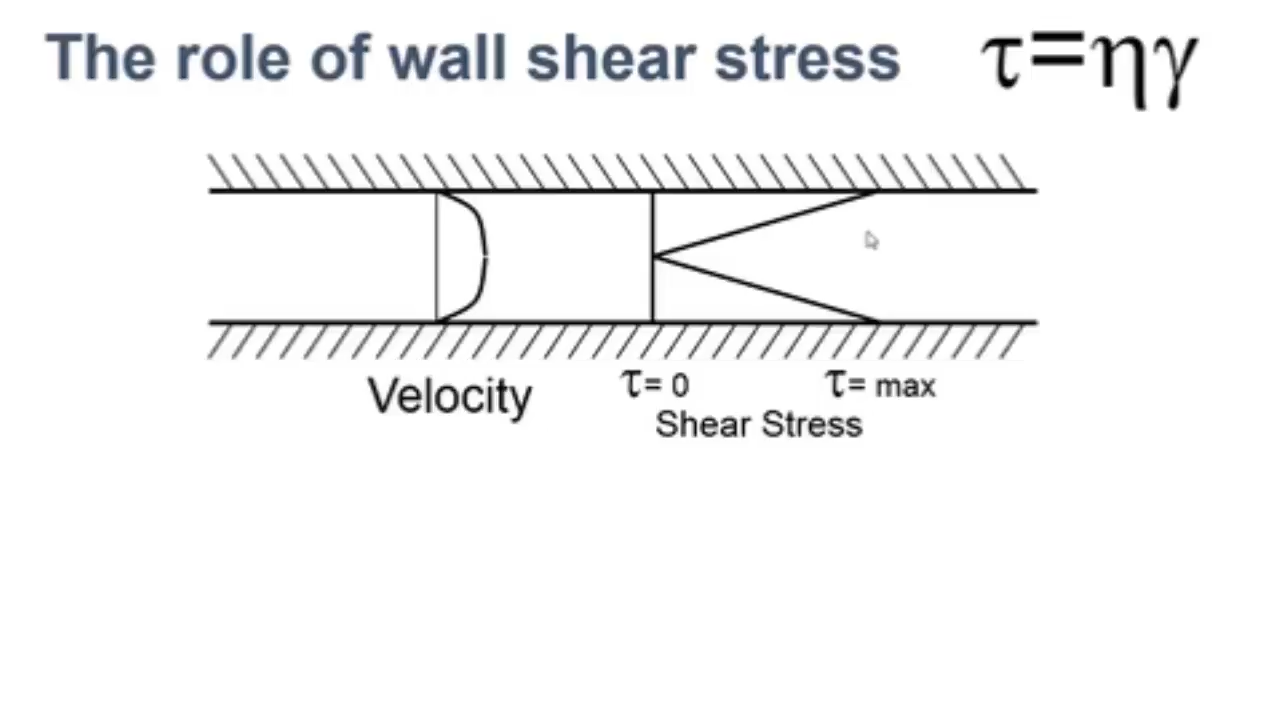 The role of wall shear stress
τ=ηγ
Velocity
τ= 0
τ= max
Shear Stress